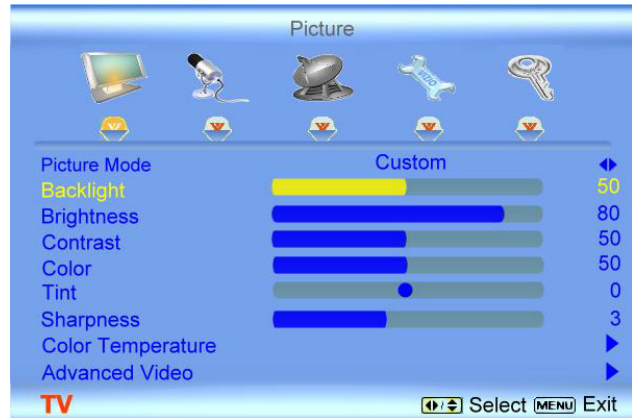 Picture
VIZIO
Picture Mode Custom
Backlight 50
Brightness 80
Contrast 50
Color 50
Tint 0
Sharpness 3
Color Temperature
Advanced Video
TV Select MENU Exit